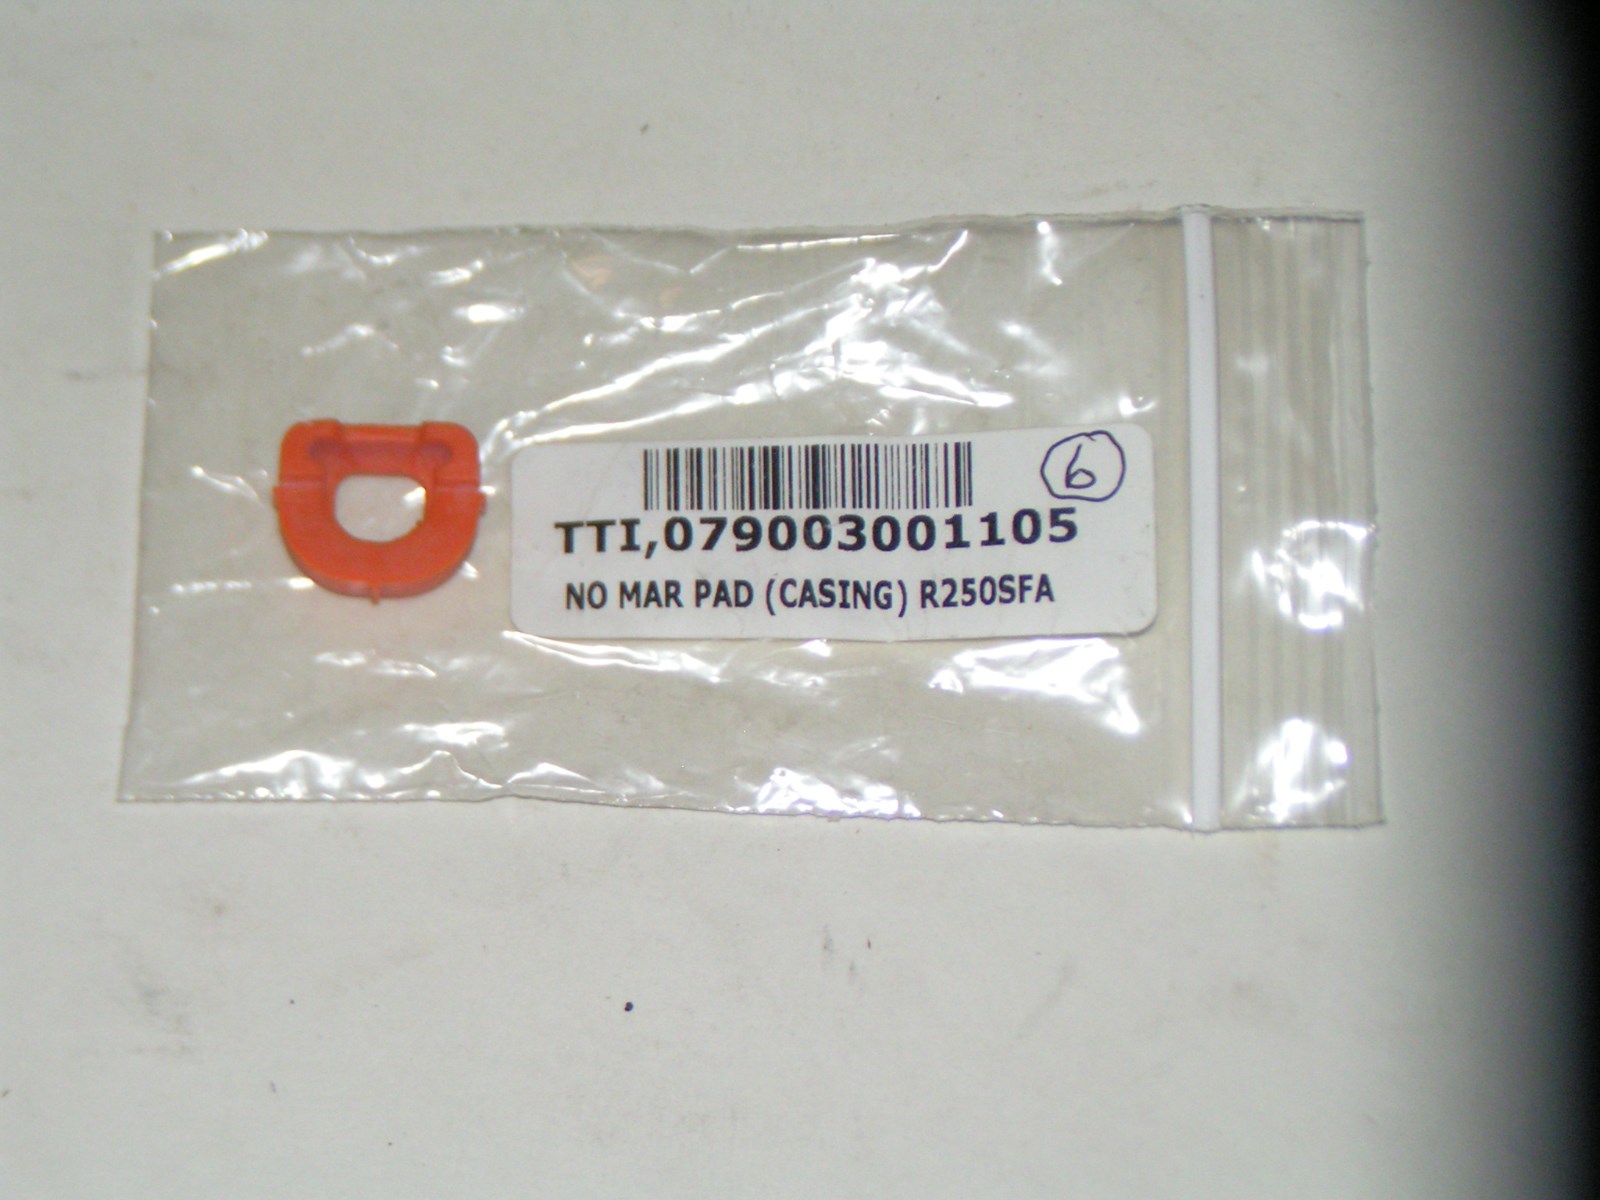 6
TTI,079003001105
NO MAR PAD (CASING) R250SFA